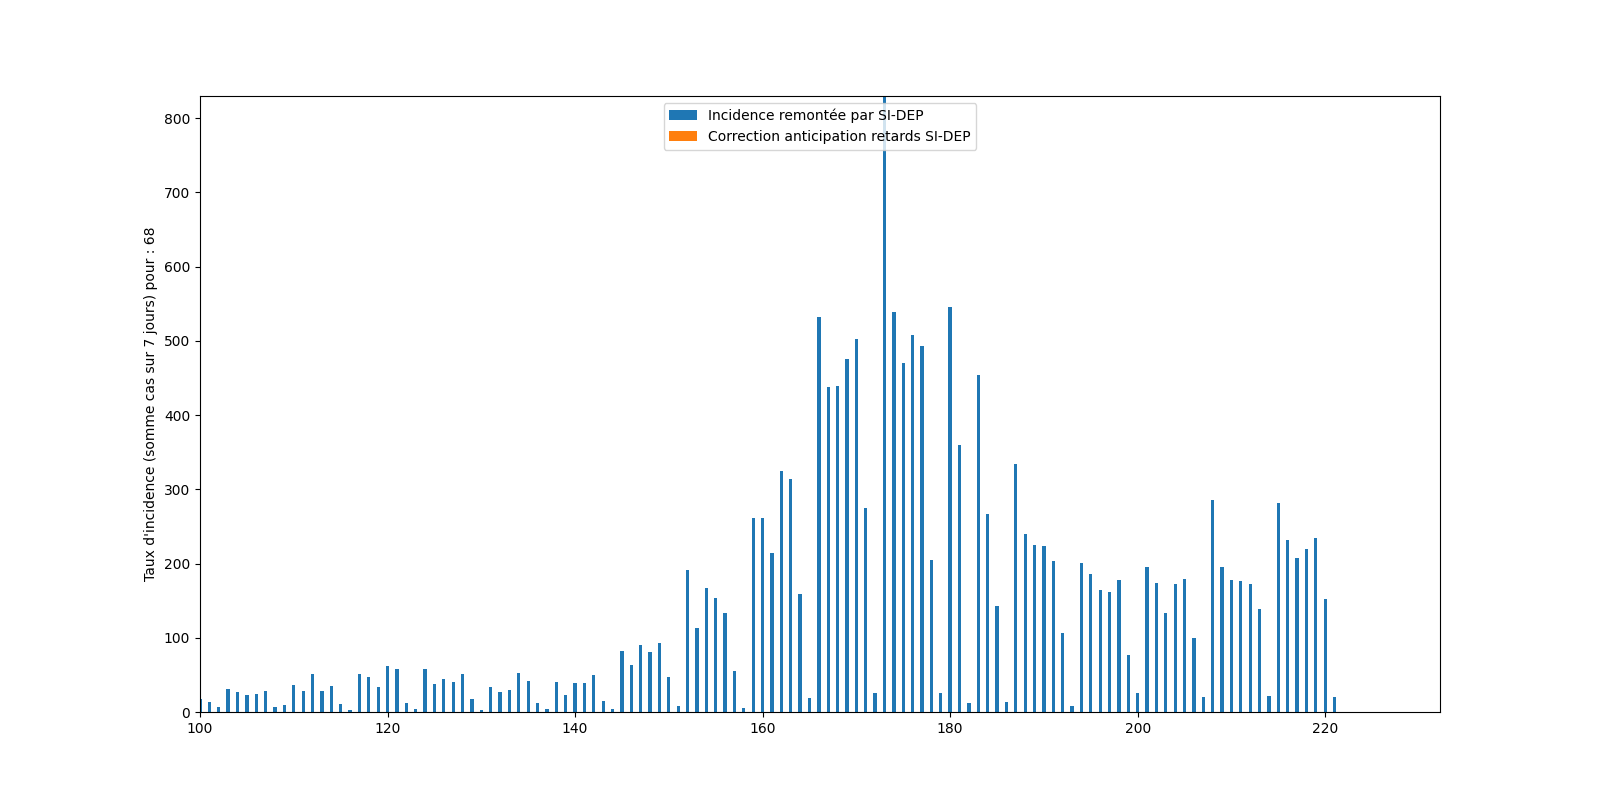 Incidence remontée par SI-DEP
Correction anticipation retards SI-DEP
Taux d'incidence (somme cas sur 7 jours) pour : 68
800
700
600
500
400
300
200
100
0
100 120 140 160 180 200 220